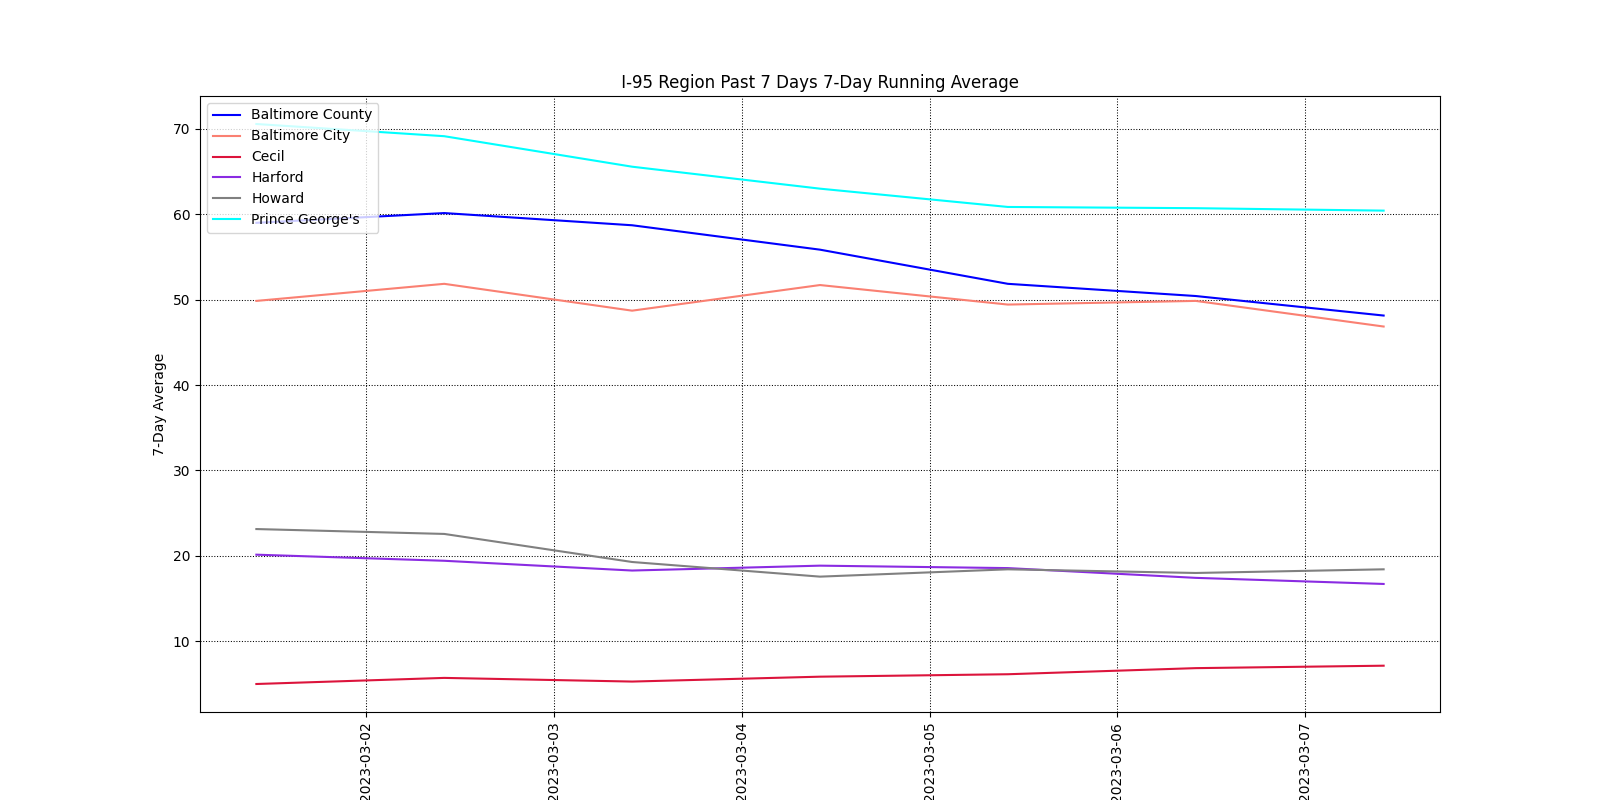 I-95 Region Past 7 Days 7-Day Running Average
Baltimore County
Baltimore City
Cecil
Harford
Howard
Prince George's
70
60
50
40
30
20
10
7-Day Average
2023-03-02
2023-03-03
2023-03-04
2023-03-05
2023-03-06
2023-03-07